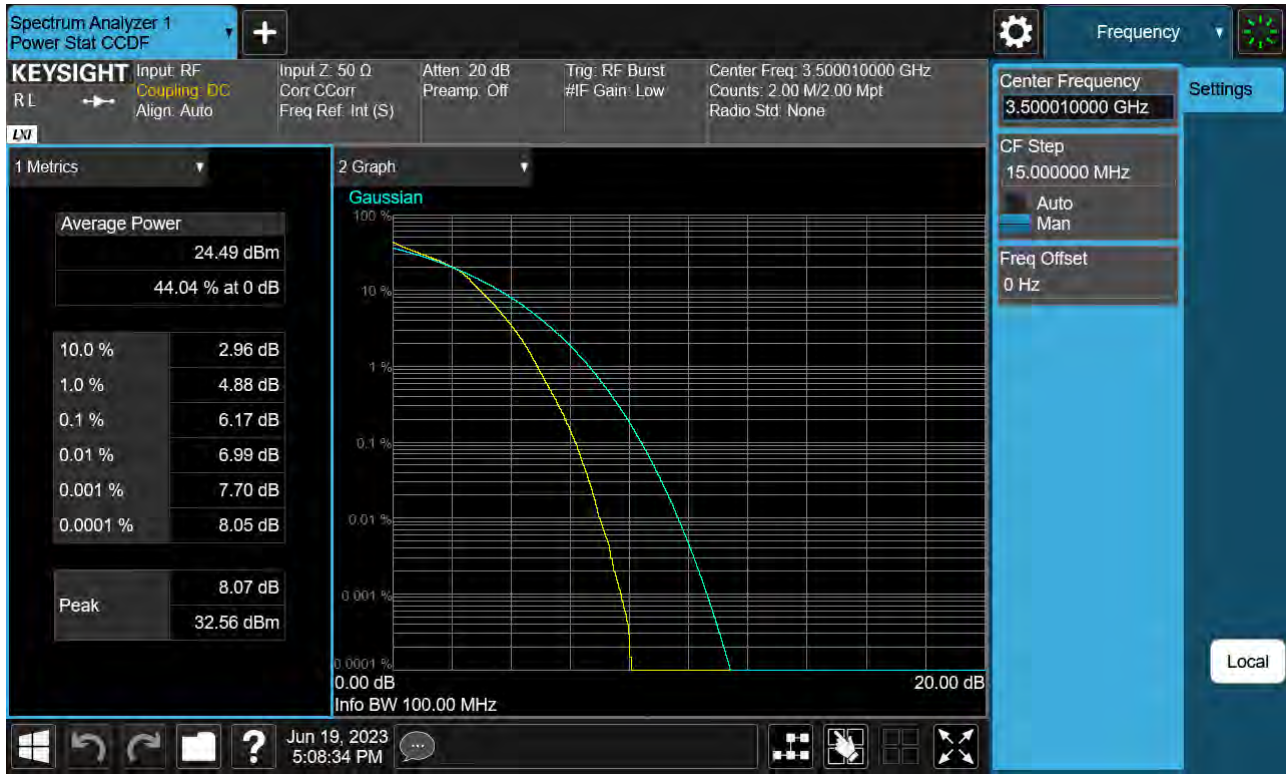 Spectrum Analyzer 1
Power Stat CCDF
+
Frequency
KEYSIGHT
RL
LXI
Input: RF
Coupling: DC
Align: Auto
Input Z: 50 Ω
Corr CCorr
Freq Ref: Int (S)
Atten: 20 dB
Preamp: Off
Trig: RF Burst
#IF Gain: Low
Center Freq: 3.500010000 GHz
Counts: 2.00 M/2.00 Mpt
Radio Std: None
Center Frequency
3.500010000 GHz
Settings
CF Step
15.000000 MHz
Auto
Man
Freq Offset
0 Hz
Local
1 Metrics
Average Power
24.49 dBm
44.04 % at 0 dB
10.0 % 2.96 dB
1.0 % 4.88 dB
0.1 % 6.17 dB
0.01 % 6.99 dB
0.001 % 7.70 dB
0.0001 % 8.05 dB
Peak
8.07 dB
32.56 dBm
2 Graph
Gaussian
100 %
10 %
1 %
0.1 %
0.01 %
0.001 %
0.0001 %
0.00 dB 20.00 dB
Info BW 100.00 MHz
?
Jun 19, 2023
5:08:34 PM